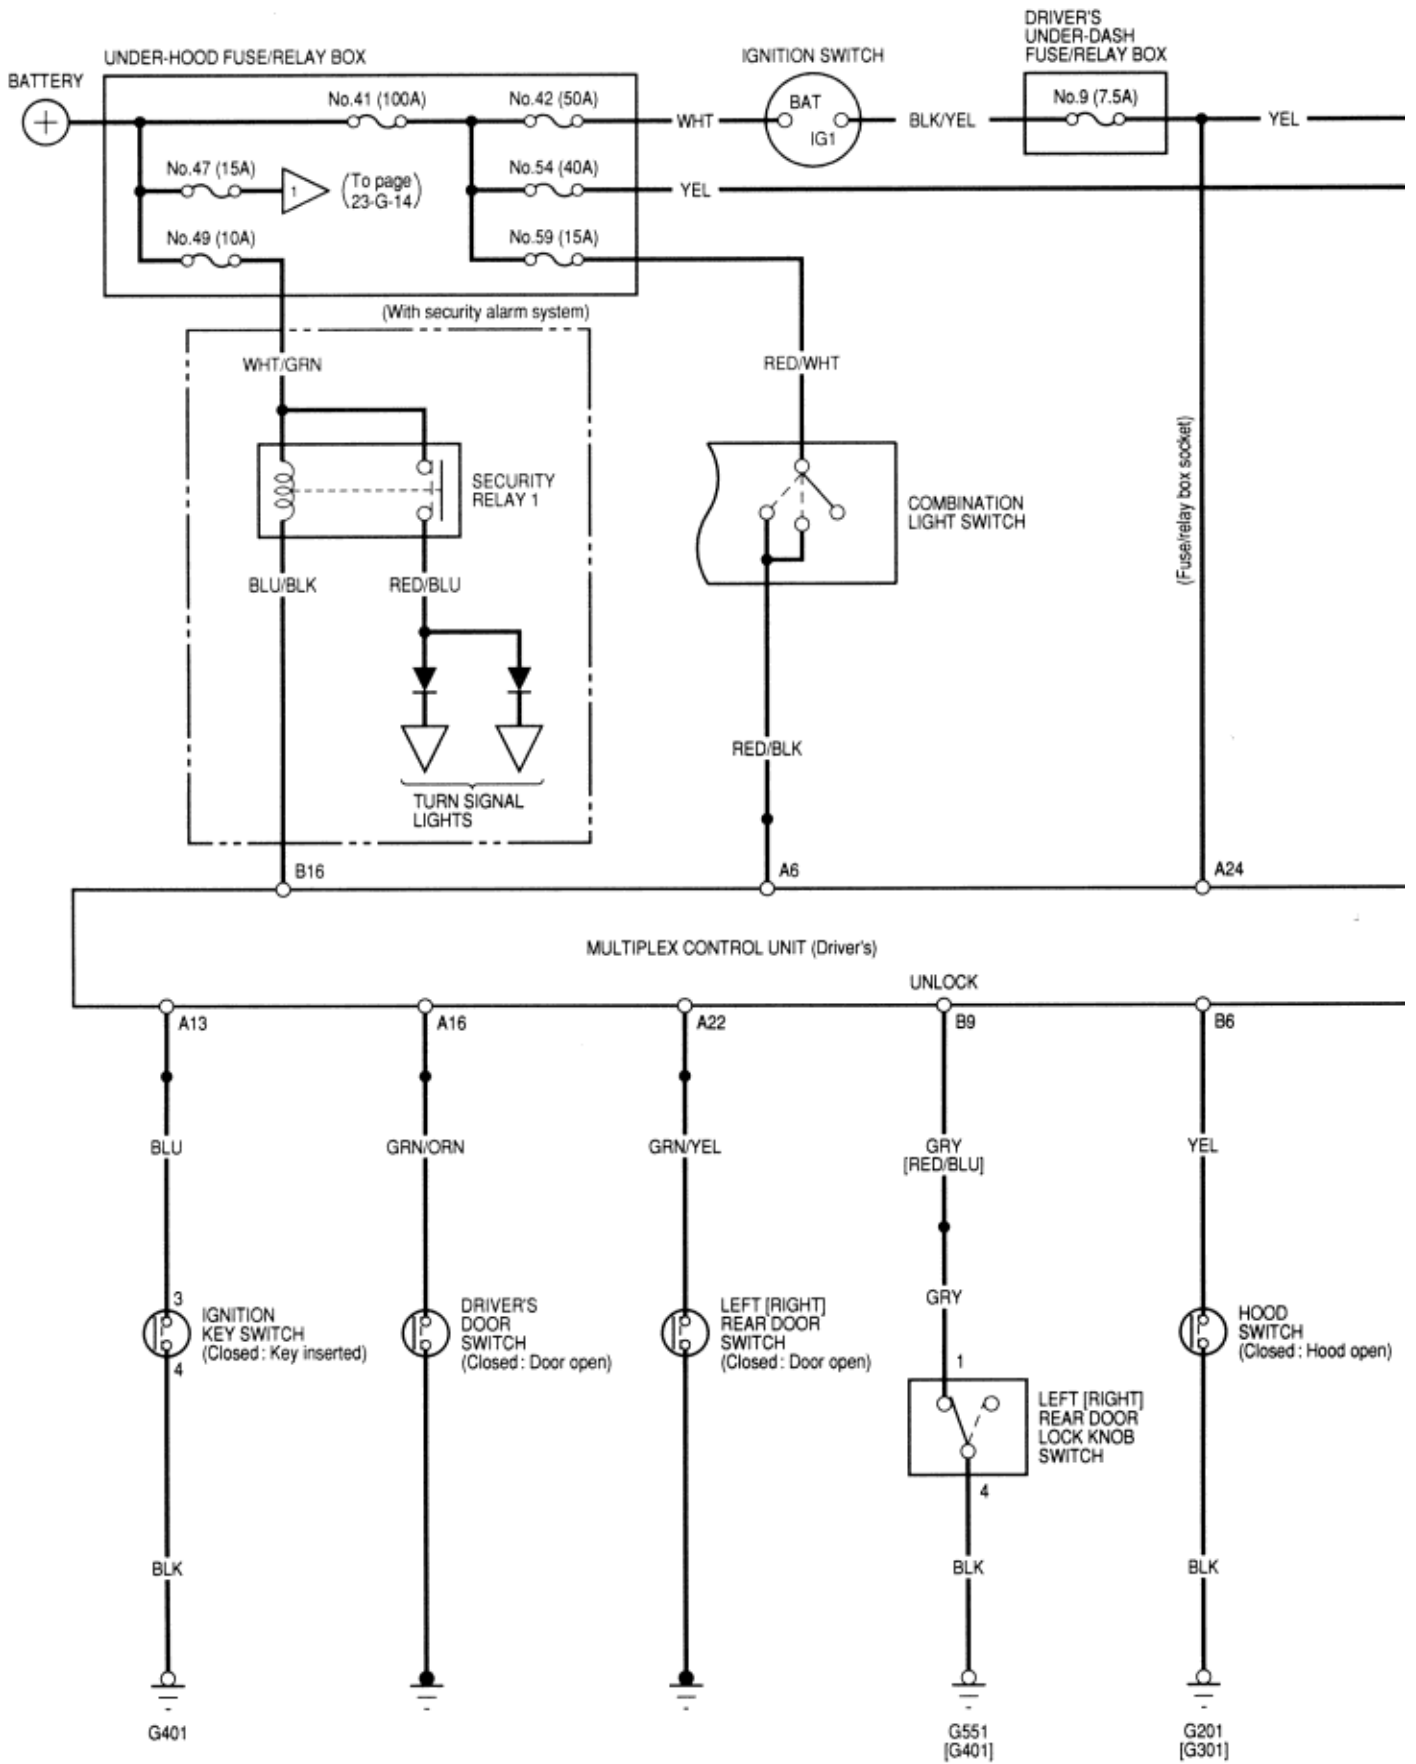 DRIVER'S
UNDER-DASH
FUSE/RELAY BOX
UNDER-HOOD FUSE/RELAY BOX
IGNITION SWITCH
BATTERY
No.41 (100A)
No.42 (50A)
WHT
BAT
IG1
BLK/YEL
No.9 (7.5A)
YEL
No.47 (15A)
1
(To page
23-G-14)
No.54 (40A)
YEL
No.49 (10A)
No.59 (15A)
(With security alarm system)
WHT/GRN
RED/WHT
(Fuse/relay box socket)
SECURITY
RELAY 1
COMBINATION
LIGHT SWITCH
BLU/BLK
RED/BLU
RED/BLK
TURN SIGNAL
LIGHTS
B16
A6
A24
MULTIPLEX CONTROL UNIT (Driver's)
UNLOCK
A13
A16
A22
B9
B6
BLU
GRN/ORN
GRN/YEL
GRY
[RED/BLU]
YEL
GRY
3
IGNITION
KEY SWITCH
(Closed : Key inserted)
4
DRIVER'S
DOOR
SWITCH
(Closed : Door open)
LEFT [RIGHT]
REAR DOOR
SWITCH
(Closed : Door open)
HOOD
SWITCH
(Closed : Hood open)
1
LEFT [RIGHT]
REAR DOOR
LOCK KNOB
SWITCH
4
BLK
BLK
BLK
G401
G551
[G401]
G201
[G301]